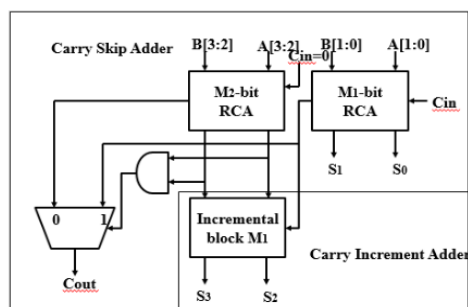 Carry Skip Adder
B[3:2] A[3:2] B[1:0] A[1:0]
Cin=0
M2-bit
RCA
M1-bit
RCA
Cin
S1 S0
0 1
Incremental
block M1
Carry Increment Adder
Cout
S3 S2